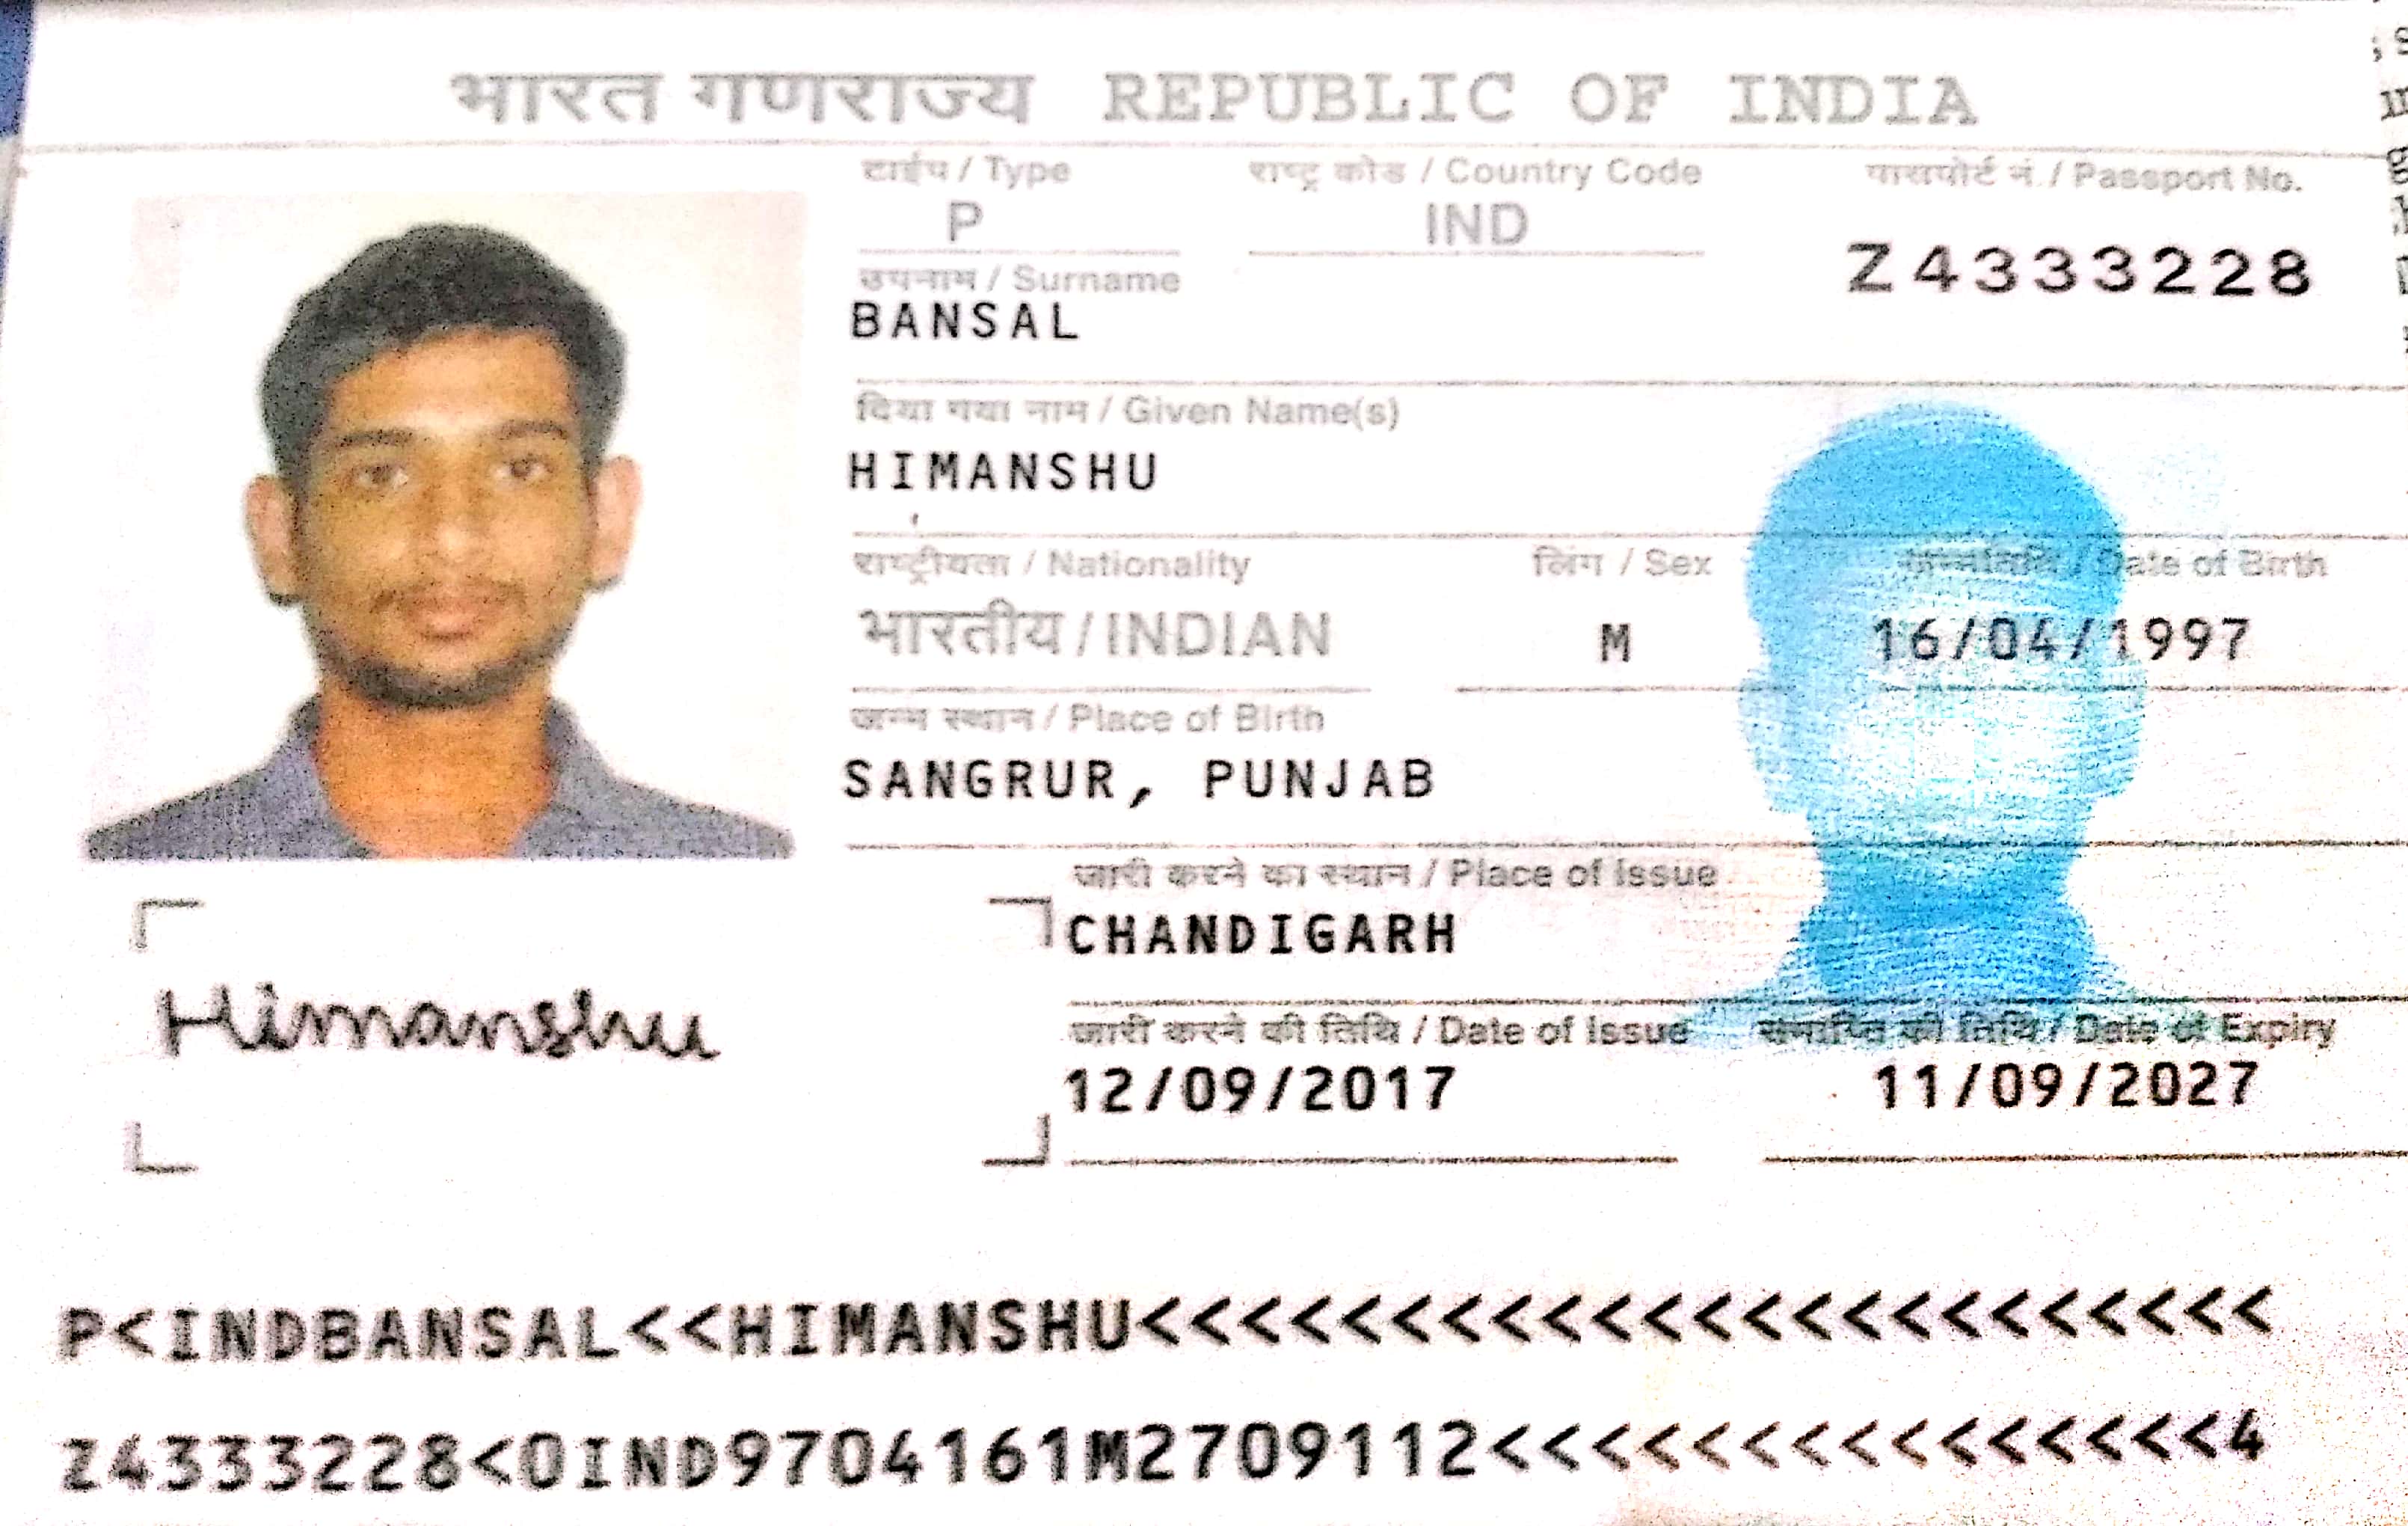 भारत गणराज्य REPUBLIC OF INDIA
टाईप / Type
राष्ट्र कोड / Country Code
पासपोर्ट नं. / Passport No.
P
IND
Z4333228
उपनाम / Surname
BANSAL
दिया गया नाम / Given Name(s)
HIMANSHU
राष्ट्रीयता / Nationality
लिंग / Sex
जन्मतिथि / Date of Birth
भारतीय / INDIAN
M
16/04/1997
जन्म स्थान / Place of Birth
SANGRUR, PUNJAB
जारी करने का स्थान / Place of Issue
CHANDIGARH
Himanshu
जारी करने की तिथि / Date of Issue
समाप्ति की तिथि / Date of Expiry
12/09/2017
11/09/2027
P<INDBANSAL<<HIMANSHU<<<<<<<<<<<<<<<<<<<<<<<
Z4333228<0IND9704161M2709112<<<<<<<<<<<<<<<4